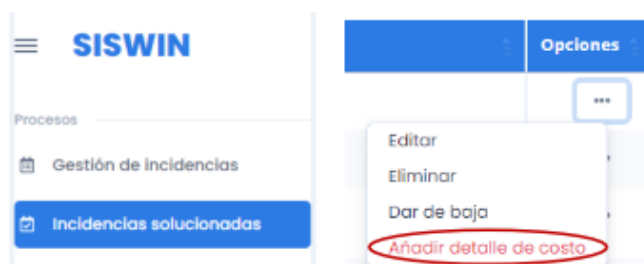 SISWIN
Procesos
Gestión de incidencias
Incidencias solucionadas
Opciones
Editar
Eliminar
Dar de baja
Añadir detalle de costo